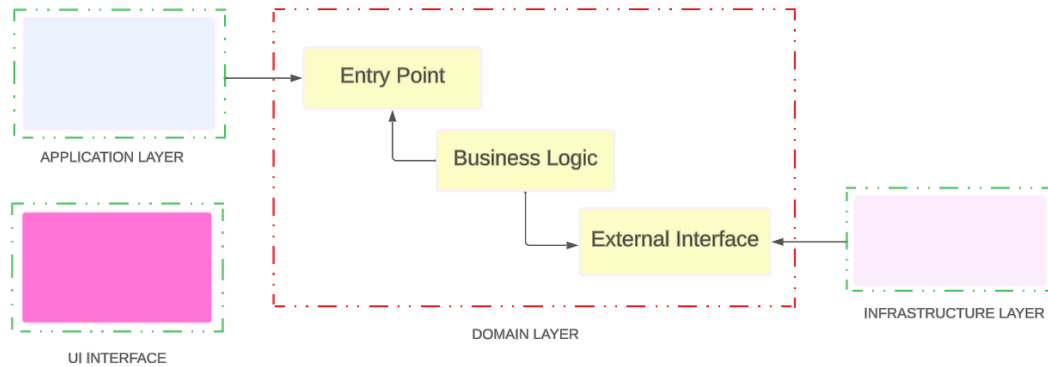 Entry Point
Business Logic
External Interface
APPLICATION LAYER
UI INTERFACE
DOMAIN LAYER
INFRASTRUCTURE LAYER